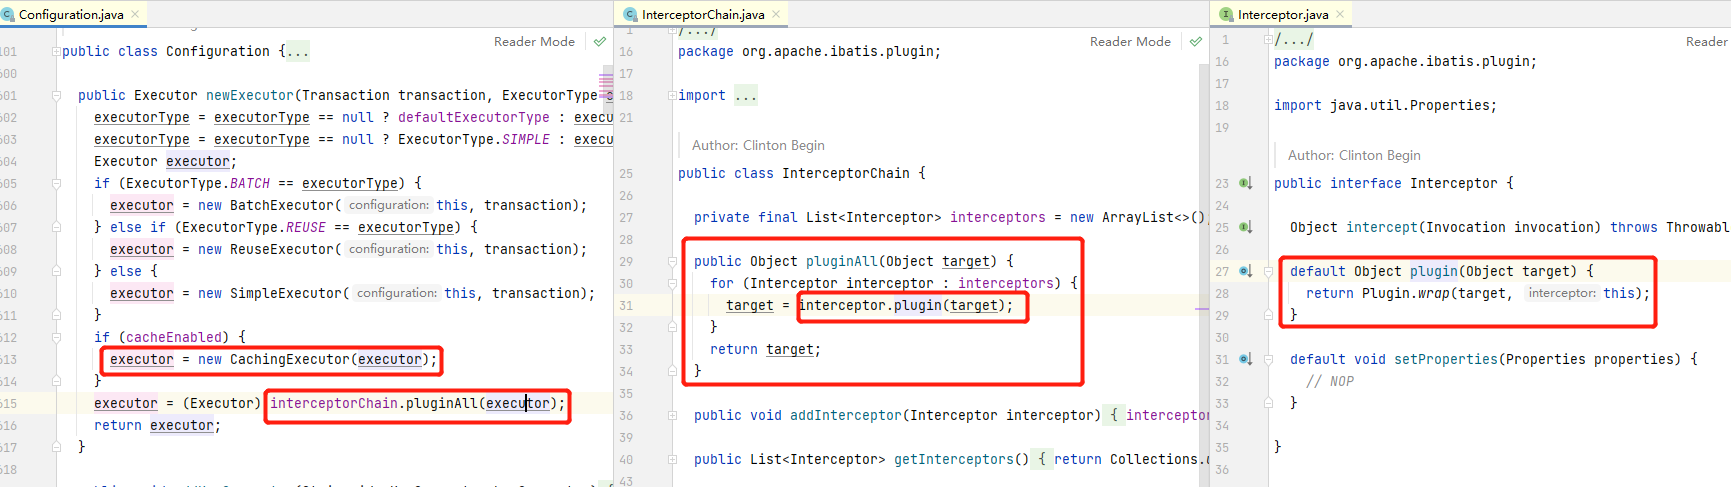 Configuration.java
Reader Mode
101 public class Configuration {...
600
601 public Executor newExecutor(Transaction transaction, ExecutorType
602 executorType = executorType == null ? defaultExecutorType : execu
603 executorType = executorType == null ? ExecutorType.SIMPLE : execu
604 Executor executor;
605 if (ExecutorType.BATCH == executorType) {
606 executor = new BatchExecutor( configuration: this, transaction);
607 } else if (ExecutorType.REUSE == executorType) {
608 executor = new ReuseExecutor( configuration: this, transaction);
609 } else {
610 executor = new SimpleExecutor( configuration: this, transaction);
611 }
612 if (cacheEnabled) {
613 executor = new CachingExecutor(executor);
614 }
615 executor = (Executor) interceptorChain.pluginAll(executor);
616 return executor;
617 }
618
InterceptorChain.java
1 /.../
Reader Mode
16 package org.apache.ibatis.plugin;
17
18 import ...
21
Author: Clinton Begin
25 public class InterceptorChain {
26
27 private final List<Interceptor> interceptors = new ArrayList<>()
28
29 public Object pluginAll(Object target) {
30 for (Interceptor interceptor : interceptors) {
31 target = interceptor.plugin(target);
32 }
33 return target;
34 }
35
36 public void addInterceptor(Interceptor interceptor) { interceptor
39
40 public List<Interceptor> getInterceptors() { return Collections.
43
Interceptor.java
1 /.../
Reader
16 package org.apache.ibatis.plugin;
17
18 import java.util.Properties;
19
Author: Clinton Begin
23 public interface Interceptor {
24
25 Object intercept(Invocation invocation) throws Throwabl
26
27 default Object plugin(Object target) {
28 return Plugin.wrap(target, interceptor: this);
29 }
30
31 default void setProperties(Properties properties) {
32 // NOP
33 }
34
35 }
36